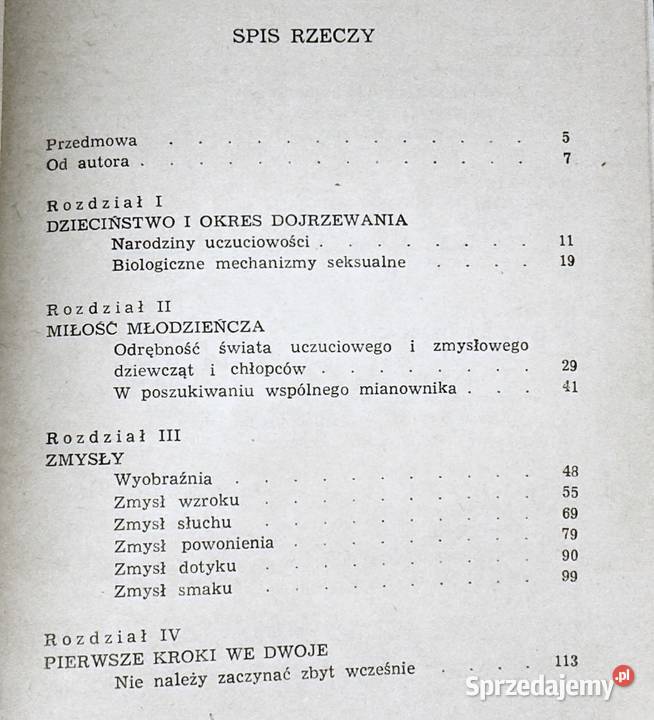 SPIS RZECZY
Przedmowa . . . . . . . . . . . . . . 5
Od autora . . . . . . . . . . . . . . . 7
Rozdział I
DZIECIŃSTWO I OKRES DOJRZEWANIA
Narodziny uczuciowości . . . . . . . . 11
Biologiczne mechanizmy seksualne . . . . 19
Rozdział II
MIŁOŚĆ MŁODZIEŃCZA
Odrębność świata uczuciowego i zmysłowego
dziewcząt i chłopców . . . . . . . . 29
W poszukiwaniu wspólnego mianownika . . . 41
Rozdział III
ZMYSŁY
Wyobraźnia . . . . . . . . . . . 48
Zmysł wzroku . . . . . . . . . . 55
Zmysł słuchu . . . . . . . . . . 69
Zmysł powonienia . . . . . . . . . 79
Zmysł dotyku . . . . . . . . . . 90
Zmysł smaku . . . . . . . . . . 99
Rozdział IV
PIERWSZE KROKI WE DWOJE
Nie należy zaczynać zbyt wcześnie . . . . 113
Sprzedajemy.pl